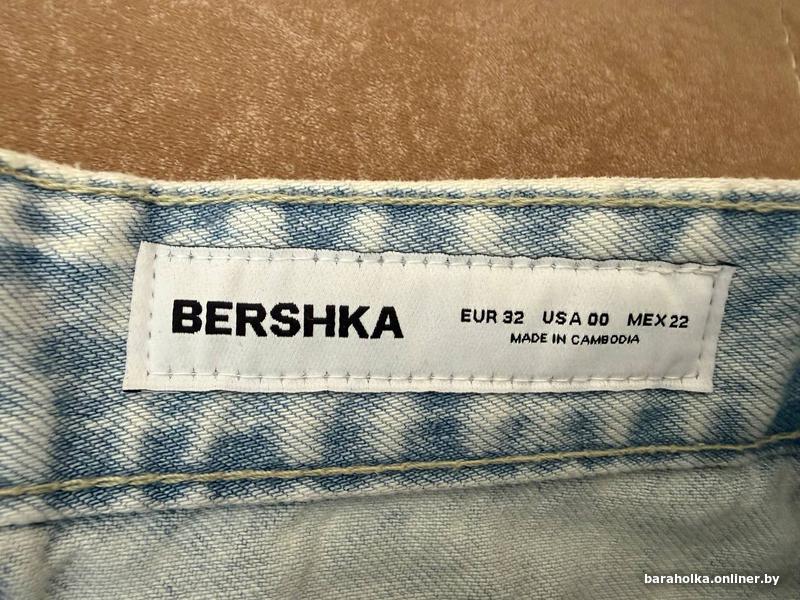 BERSHKA
EUR 32 USA 00 MEX 22
MADE IN CAMBODIA
baraholka.onliner.by